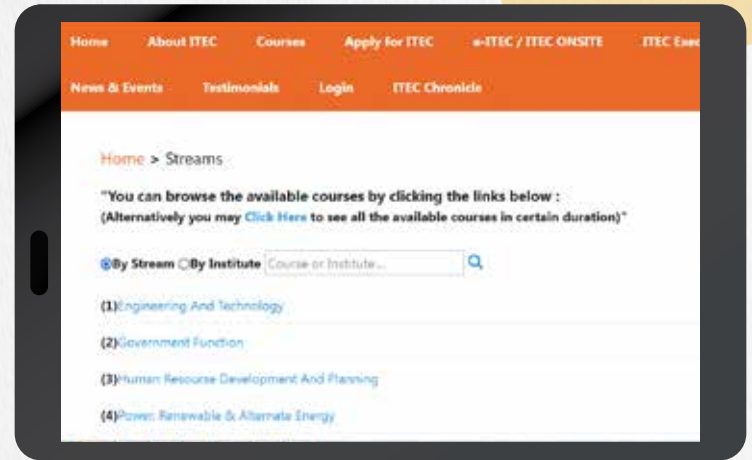 Home About ITEC Courses Apply for ITEC e-ITEC / ITEC ONSITE ITEC
News & Events Testimonials Login ITEC Chronicle
Home > Streams
"You can browse the available courses by clicking the links below :
(Alternatively you may Click Here to see all the available courses in certain duration)"
By Stream By Institute Course or Institute...
(1)Engineering And Technology
(2)Government Function
(3)Human Resourse Development And Planning
(4)Power, Renewable & Alternate Energy